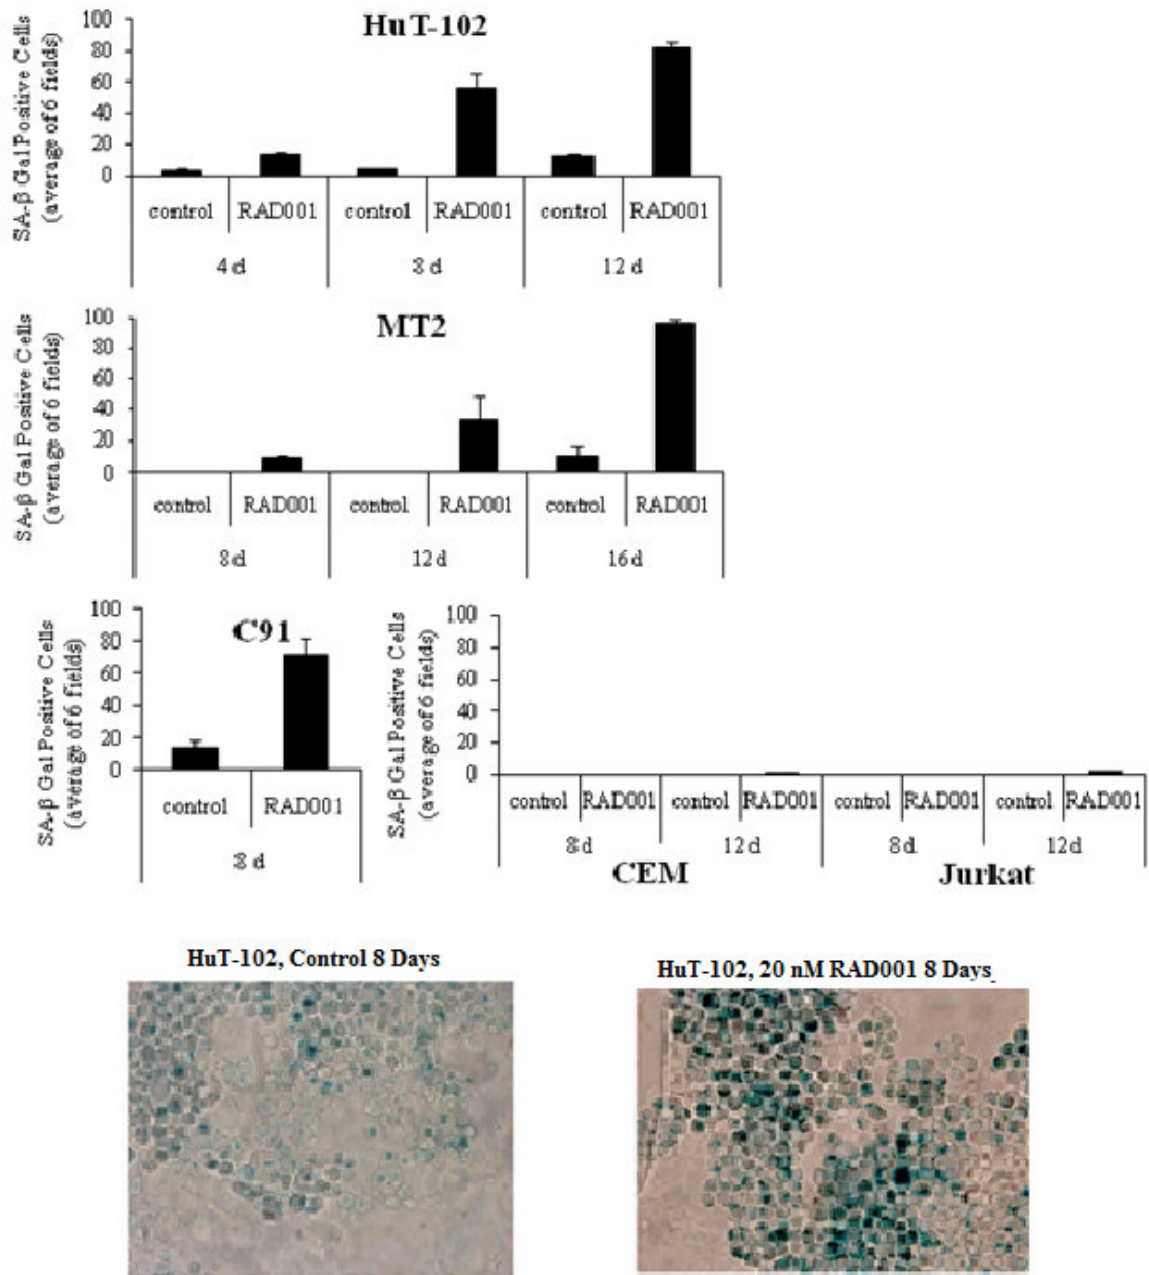 HuT-102
SA-β Gal Positive Cells
(average of 6 fields)
100
80
60
40
20
0
control RAD001 control RAD001 control RAD001
4 d 8 d 12 d
MT2
SA-β Gal Positive Cells
(average of 6 fields)
100
80
60
40
20
0
control RAD001 control RAD001 control RAD001
8 d 12 d 16 d
C91
SA-β Gal Positive Cells
(average of 6 fields)
100
80
60
40
20
0
control RAD001
8 d
SA-β Gal Positive Cells
(average of 6 fields)
100
80
60
40
20
0
control RAD001 control RAD001 control RAD001 control RAD001
8 d 12 d 8 d 12 d
CEM Jurkat
HuT-102, Control 8 Days
HuT-102, 20 nM RAD001 8 Days